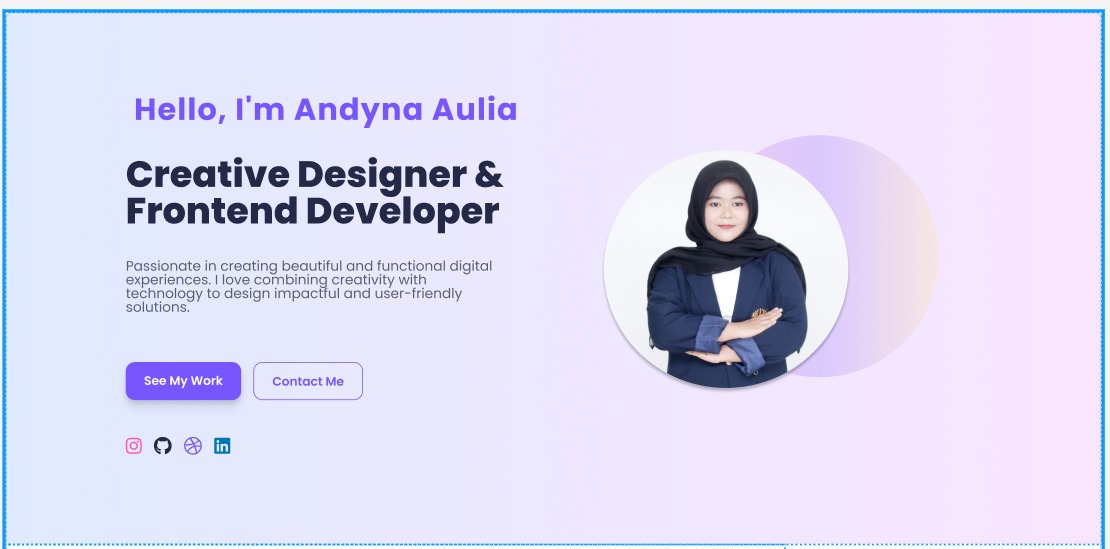 Hello, I'm Andyna Aulia
Creative Designer &
Frontend Developer
Passionate in creating beautiful and functional digital
experiences. I love combining creativity with
technology to design impactful and user-friendly
solutions.
See My Work
Contact Me
in